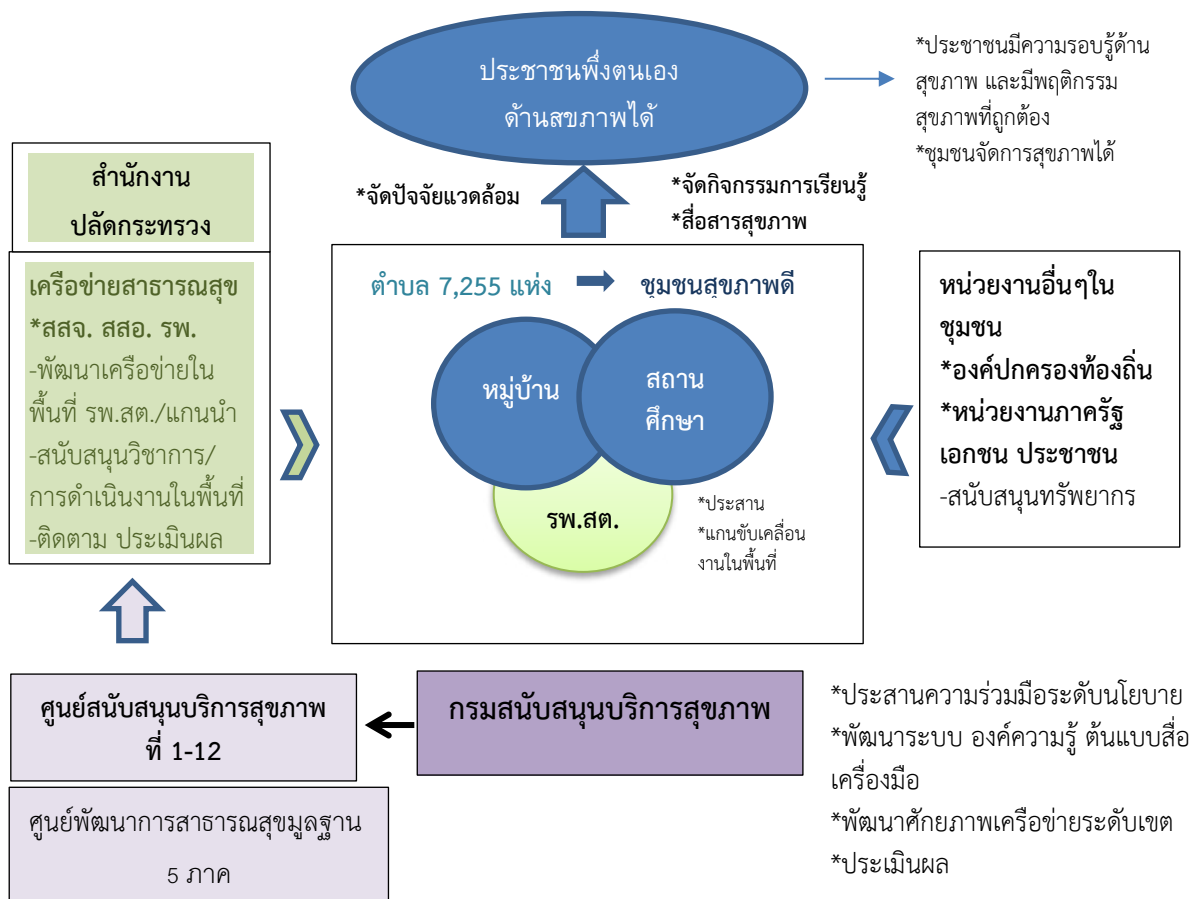 ประชาชนพึ่งตนเอง
ด้านสขภาพได้
*ประชาชนมีความรอบรู้ด้าน
สุขภาพ และมีพฤติกรรม
สุขภาพที่ถูกต้อง
*ชุมชนจัดการสุขภาพได้
*จัดปัจจัยแวดล้อม
*จัดกิจกรรมการเรียนรู้
*สื่อสารสุขภาพ
สำนักงาน
ปลัดกระทรวง
เครือข่ายสาธารณสุข
*สสจ. สสอ. รพ.
-พัฒนาเครือข่ายใน
พื้นที่ รพ.สต./แกนนำ
-สนับสนุนวิชาการ/
การดำเนินงานในพื้นที่
-ติดตาม ประเมินผล
ตำบล 7,255 แห่ง
ชุมชนสุขภาพดี
หมู่บ้าน
สถาน
ศึกษา
รพ.สต.
*ประสาน
*แกนขับเคลื่อน
งานในพื้นที่
หน่วยงานอื่นๆใน
ชุมชน
*องค์ปกครองท้องถิ่น
*หน่วยงานภาครัฐ
เอกชน ประชาชน
-สนับสนุนทรัพยากร
ศูนย์สนับสนุนบริการสุขภาพ
ที่ 1-12
ศูนย์พัฒนาการสาธารณสุขมูลฐาน
5 ภาค
กรมสนับสนุนบริการสุขภาพ
*ประสานความร่วมมือระดับนโยบาย
*พัฒนาระบบ องค์ความรู้ ต้นแบบสื่อ
เครื่องมือ
*พัฒนาศักยภาพเครือข่ายระดับเขต
*ประเมินผล